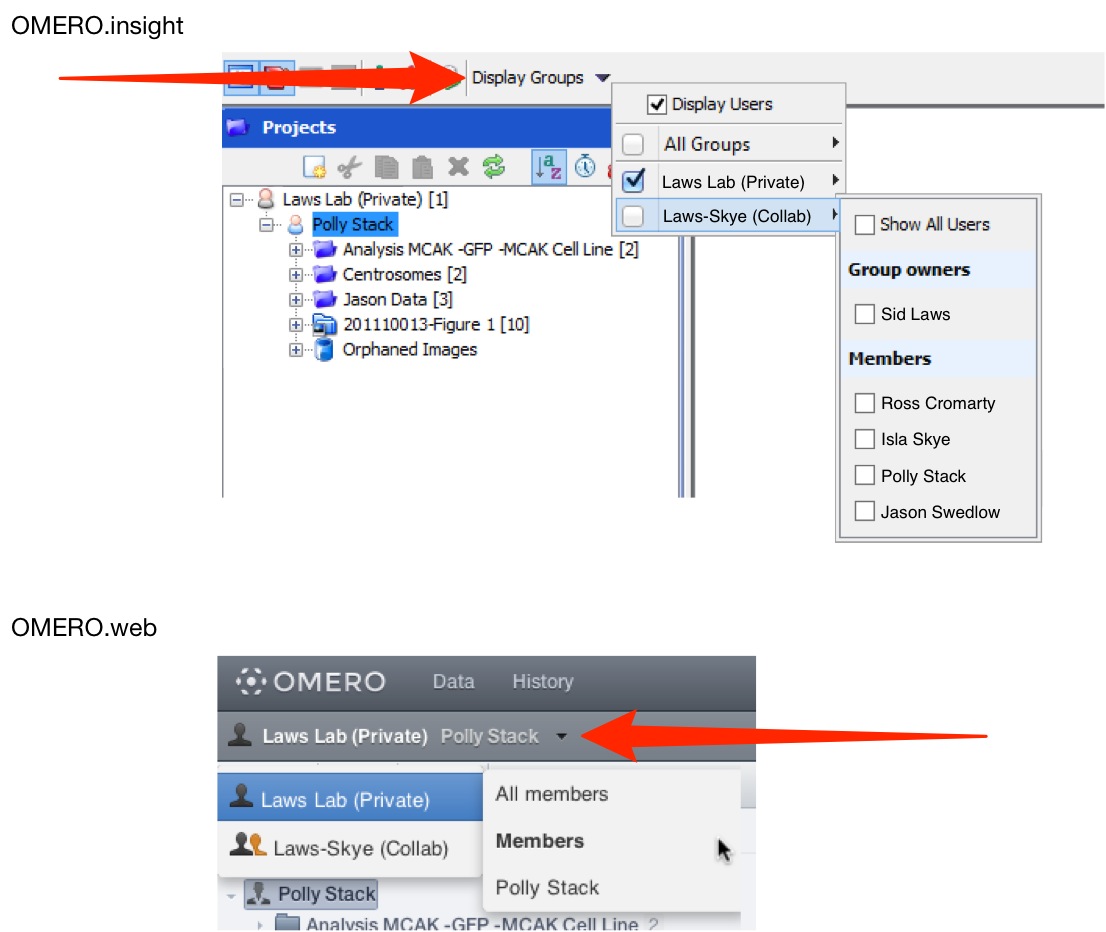 OMERO.insight
Display Groups
Display Users
Projects
All Groups
Laws Lab (Private)
Laws-Skye (Collab)
Laws Lab (Private) [1]
Polly Stack
Analysis MCAK -GFP -MCAK Cell Line [2]
Centrosomes [2]
Jason Data [3]
201110013-Figure 1 [10]
Orphaned Images
Show All Users
Group owners
Sid Laws
Members
Ross Cromarty
Isla Skye
Polly Stack
Jason Swedlow
OMERO.web
OMERO Data History
Laws Lab (Private) Polly Stack
Laws Lab (Private)
Laws-Skye (Collab)
All members
Members
Polly Stack
Polly Stack
Analysis MCAK -GFP -MCAK Cell Line 2